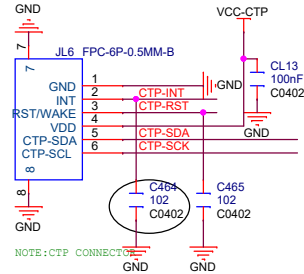 GND
VCC-CTP
7
JL6 FPC-6P-0.5MM-B
7
GND 1 GND
INT 2 CTP-INT
RST/WAKE 3 CTP-RST
VDD 4
CTP-SDA 5 CTP-SDA
CTP-SCL 6 CTP-SCK
CL13
100nF
C0402
GND
8
8
GND
C464
102
C0402
C465
102
C0402
NOTE:CTP CONNECTOR
GND
GND